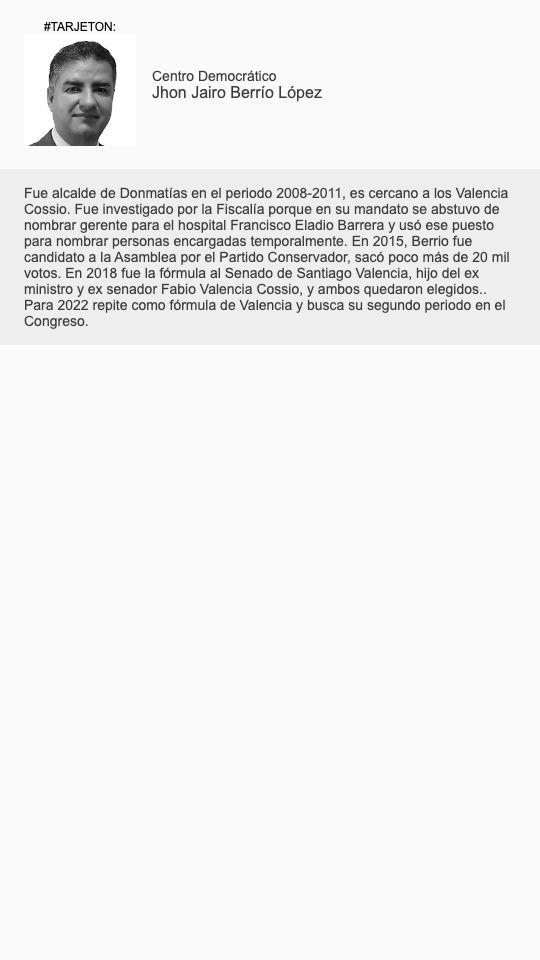 #TARJETON:
Centro Democrático
Jhon Jairo Berrío López
Fue alcalde de Donmatías en el periodo 2008-2011, es cercano a los Valencia
Cossio. Fue investigado por la Fiscalía porque en su mandato se abstuvo de
nombrar gerente para el hospital Francisco Eladio Barrera y usó ese puesto
para nombrar personas encargadas temporalmente. En 2015, Berrio fue
candidato a la Asamblea por el Partido Conservador, sacó poco más de 20 mil
votos. En 2018 fue la fórmula al Senado de Santiago Valencia, hijo del ex
ministro y ex senador Fabio Valencia Cossio, y ambos quedaron elegidos..
Para 2022 repite como fórmula de Valencia y busca su segundo periodo en el
Congreso.